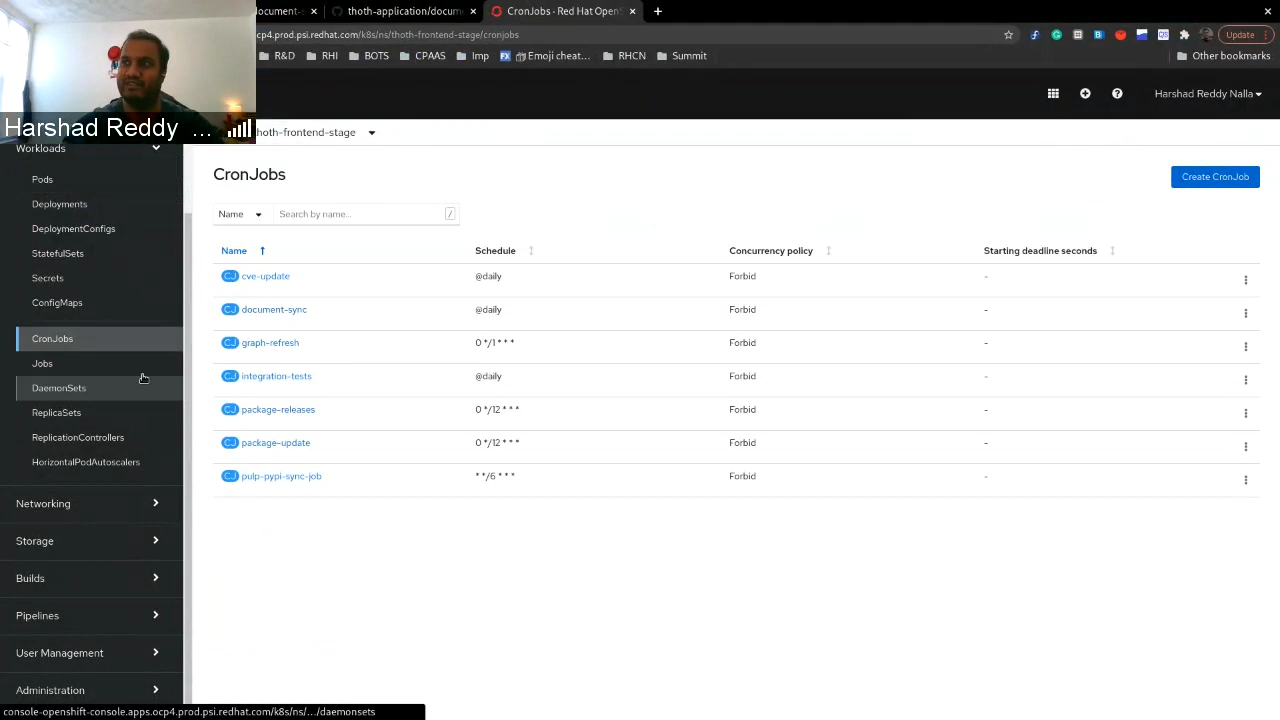 document-s
thoth-application/docum
CronJobs - Red Hat OpenS
cp4.prod.psi.redhat.com/k8s/ns/thoth-frontend-stage/cronjobs
Update
R&D
RHI
BOTS
CPAAS
Imp
Emoji cheat...
RHCN
Summit
Other bookmarks
Harshad Reddy Nalla
Harshad Reddy ...
thoth-frontend-stage
Workloads
Pods
Deployments
DeploymentConfigs
StatefulSets
Secrets
ConfigMaps
CronJobs
Jobs
DaemonSets
ReplicaSets
ReplicationControllers
HorizontalPodAutoscalers
Networking
Storage
Builds
Pipelines
User Management
Administration
CronJobs
Create CronJob
Name Search by name... /
Name Schedule Concurrency policy Starting deadline seconds
CJ cve-update @daily Forbid -
CJ document-sync @daily Forbid -
CJ graph-refresh 0 */1 * * * Forbid -
CJ integration-tests @daily Forbid -
CJ package-releases 0 */12 * * * Forbid -
CJ package-update 0 */12 * * * Forbid -
CJ pulp-pypi-sync-job * */6 * * * Forbid -
console-openshift-console.apps.ocp4.prod.psi.redhat.com/k8s/ns/.../daemonsets